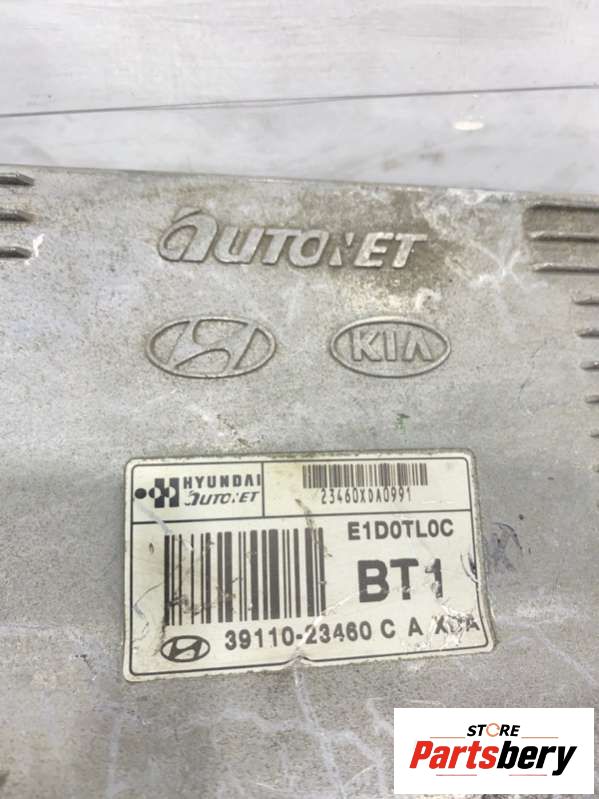 AUTONET
KIA
HYUNDAI
AUTONET
23460XDA0991
E1D0TL0C
BT1
39110-23460 C A XDA
STORE
Partsbery